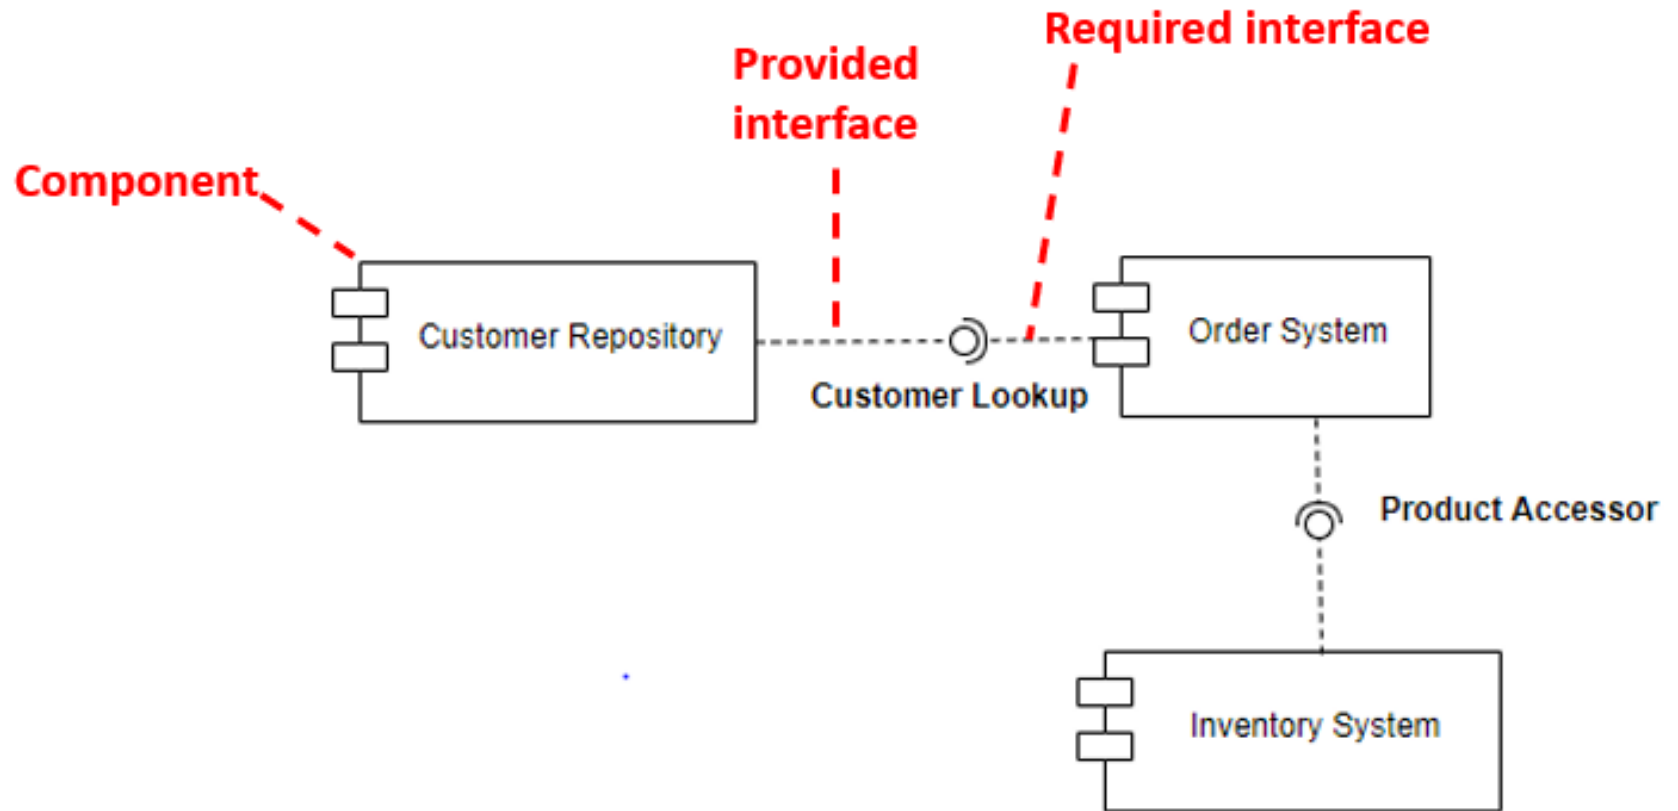 Required interface
Provided
interface
Component
Customer Repository
Order System
Customer Lookup
Product Accessor
Inventory System